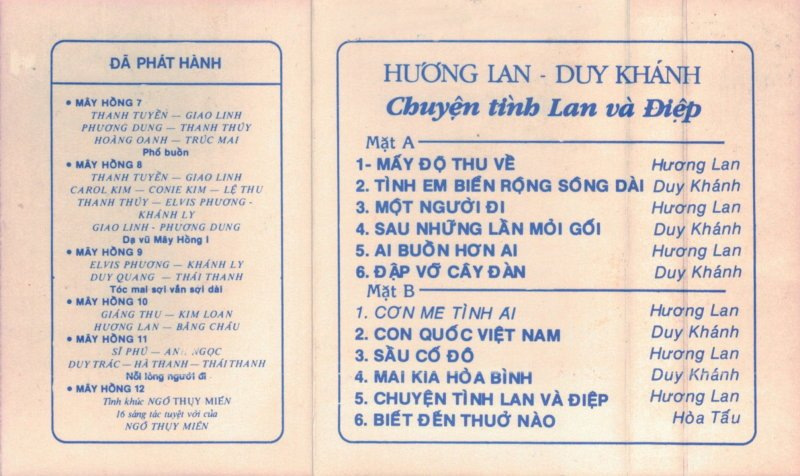 ĐÃ PHÁT HÀNH
• MÂY HỒNG 7
THANH TUYỀN — GIAO LINH
PHƯƠNG DUNG — THANH THÚY
HOÀNG OANH — TRÚC MAI
Phố buồn
• MÂY HỒNG 8
THANH TUYỀN — GIAO LINH
CAROL KIM — CONIE KIM — LỆ THU
THANH THÚY — ELVIS PHƯƠNG -
KHÁNH LY
GIAO LINH - PHƯƠNG DUNG
Dạ vũ Mây Hồng I
• MÂY HỒNG 9
ELVIS PHƯƠNG — KHÁNH LY
DUY QUANG — THÁI THANH
Tóc mai sợi vắn sợi dài
• MÂY HỒNG 10
GIÁNG THU — KIM LOAN
HƯƠNG LAN — BĂNG CHÂU
• MÂY HỒNG 11
SĨ PHÚ — ANH NGỌC
DUY TRÁC — HÀ THANH — THÁI THANH
Nỗi lòng người đi
• MÂY HỒNG 12
Tình khúc NGÔ THỤY MIÊN
16 sáng tác tuyệt vời của
NGÔ THỤY MIÊN
HƯƠNG LAN - DUY KHÁNH
Chuyện tình Lan và Điệp
Mặt A
1- MẤY ĐỘ THU VỀ Hương Lan
2. TÌNH EM BIỂN RỘNG SÔNG DÀI Duy Khánh
3. MỘT NGƯỜI ĐI Hương Lan
4. SAU NHỮNG LẦN MỎI GỐI Duy Khánh
5. AI BUỒN HƠN AI Hương Lan
6. ĐẬP VỠ CÂY ĐÀN Duy Khánh
Mặt B
1. CƠN ME TÌNH AI Hương Lan
2. CON QUỐC VIỆT NAM Duy Khánh
3. SẦU CỐ ĐÔ Hương Lan
4. MAI KIA HÒA BÌNH Duy Khánh
5. CHUYỆN TÌNH LAN VÀ ĐIỆP Hương Lan
6. BIẾT ĐẾN THUỞ NÀO Hòa Tấu